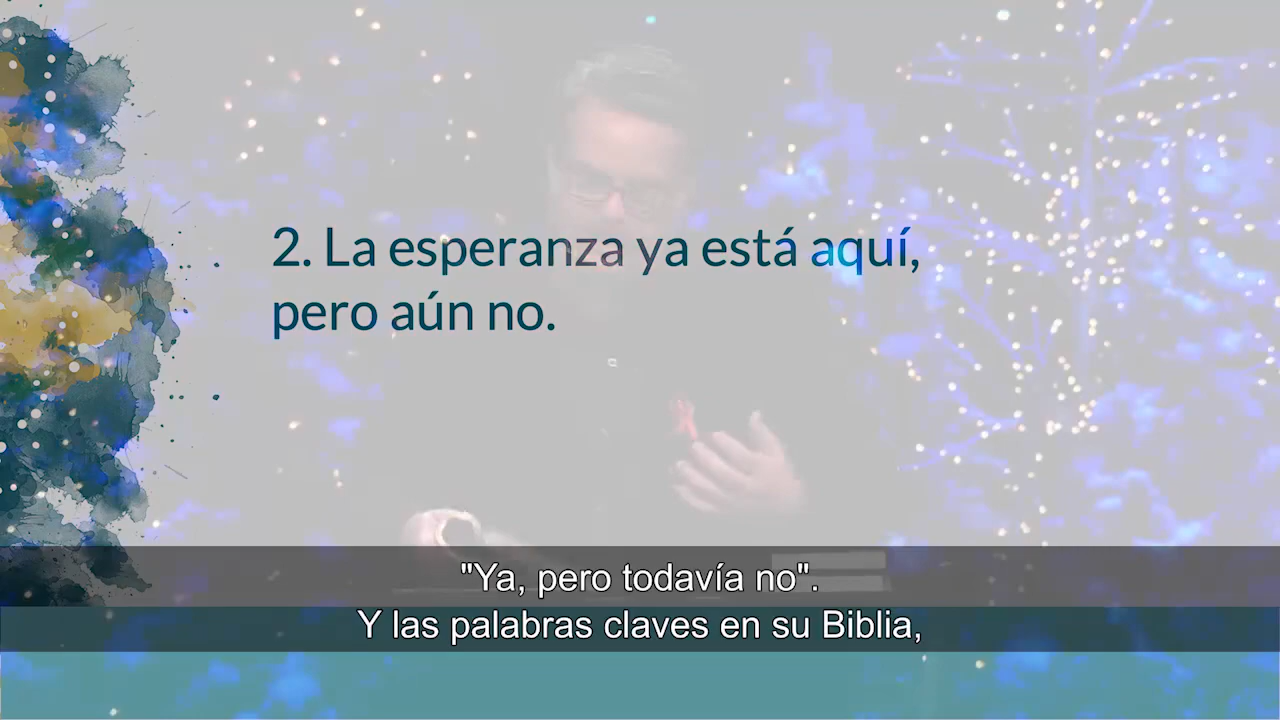 2. La esperanza ya está aquí,
pero aún no.
"Ya, pero todavía no".
Y las palabras claves en su Biblia,